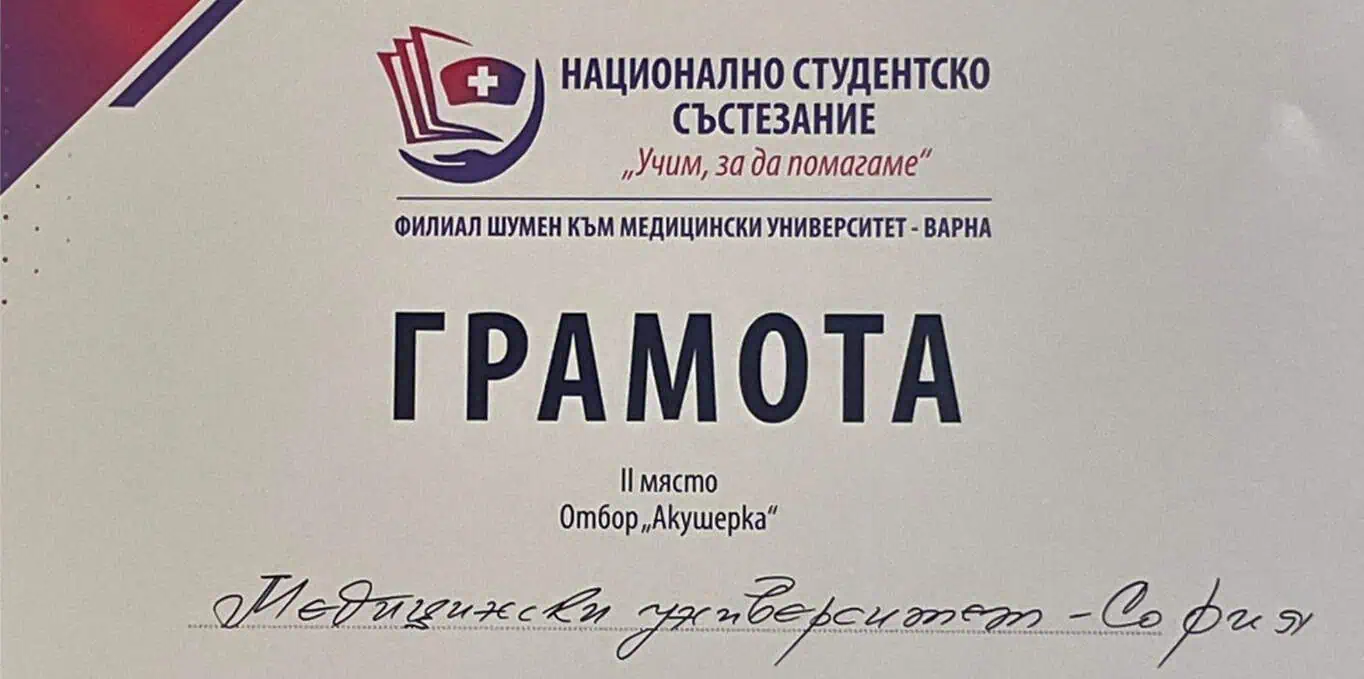 НАЦИОНАЛНО СТУДЕНТСКО
СЪСТЕЗАНИЕ
„Учим, за да помагаме“
ФИЛИАЛ ШУМЕН КЪМ МЕДИЦИНСКИ УНИВЕРСИТЕТ - ВАРНА
ГРАМОТА
II място
Отбор „Акушерка“
Медицински университет - София